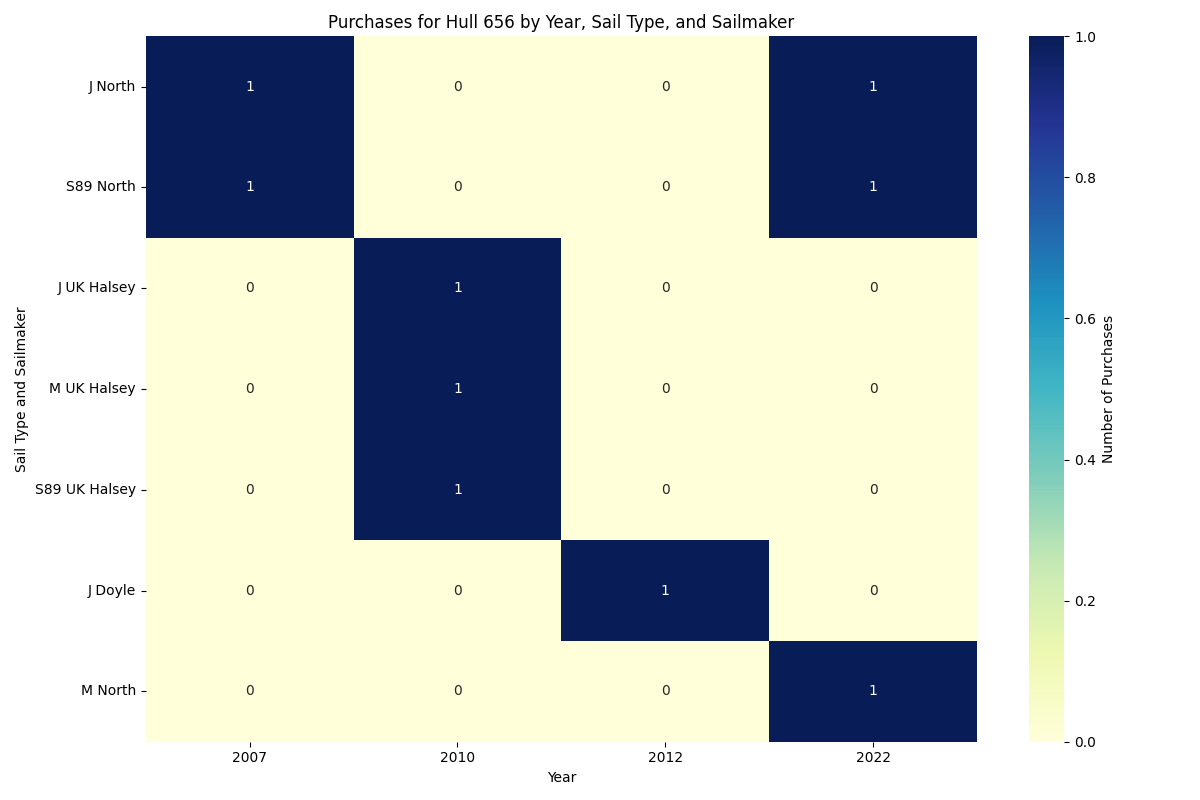 Purchases for Hull 656 by Year, Sail Type, and Sailmaker
Sail Type and Sailmaker
J North 1 0 0 1
S89 North 1 0 0 1
J UK Halsey 0 1 0 0
M UK Halsey 0 1 0 0
S89 UK Halsey 0 1 0 0
J Doyle 0 0 1 0
M North 0 0 0 1
2007 2010 2012 2022
Year
1.0
0.8
0.6
0.4
0.2
0.0
Number of Purchases